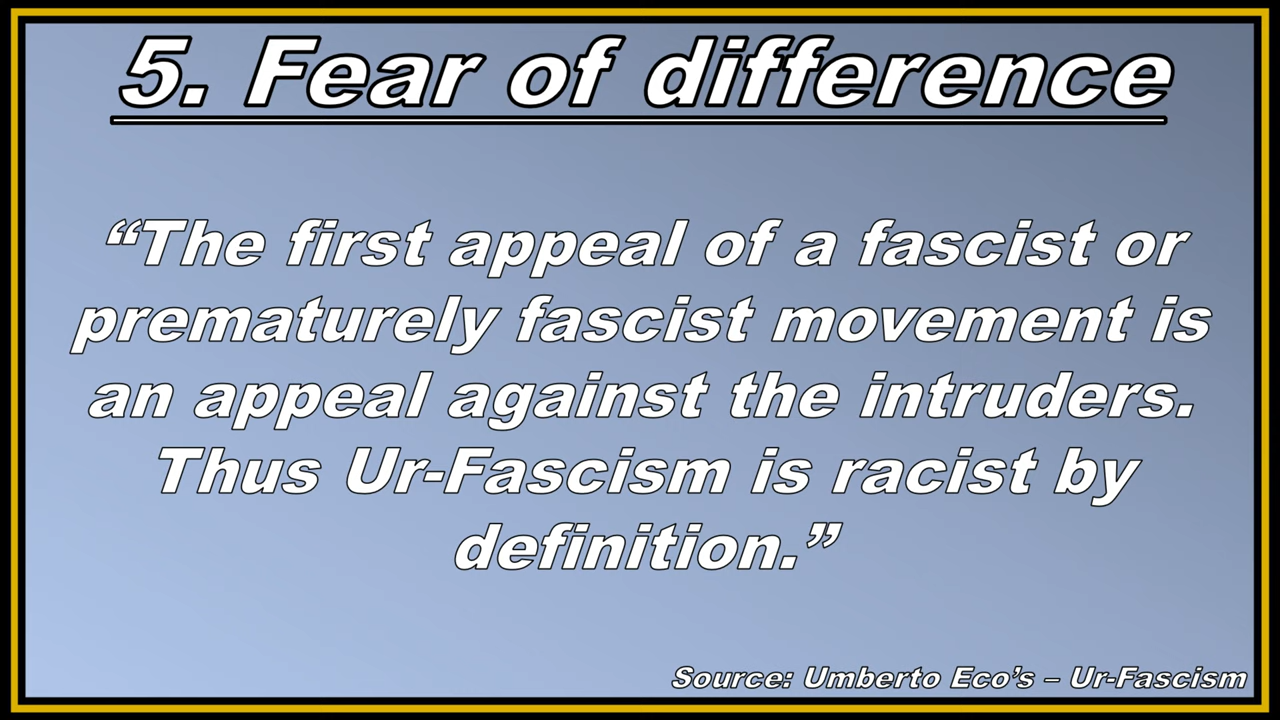 5. Fear of difference
“The first appeal of a fascist or
prematurely fascist movement is
an appeal against the intruders.
Thus Ur-Fascism is racist by
definition.”
Source: Umberto Eco’s – Ur-Fascism